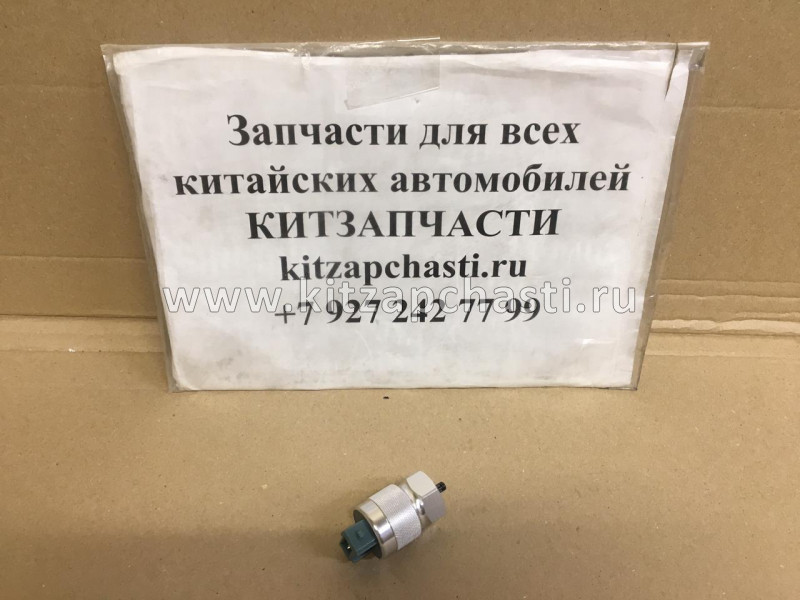 Запчасти для всех
китайских автомобилей
КИТЗАПЧАСТИ
kitzapchasti.ru
www.kitzapchasti.ru
+7 927 242 77 99